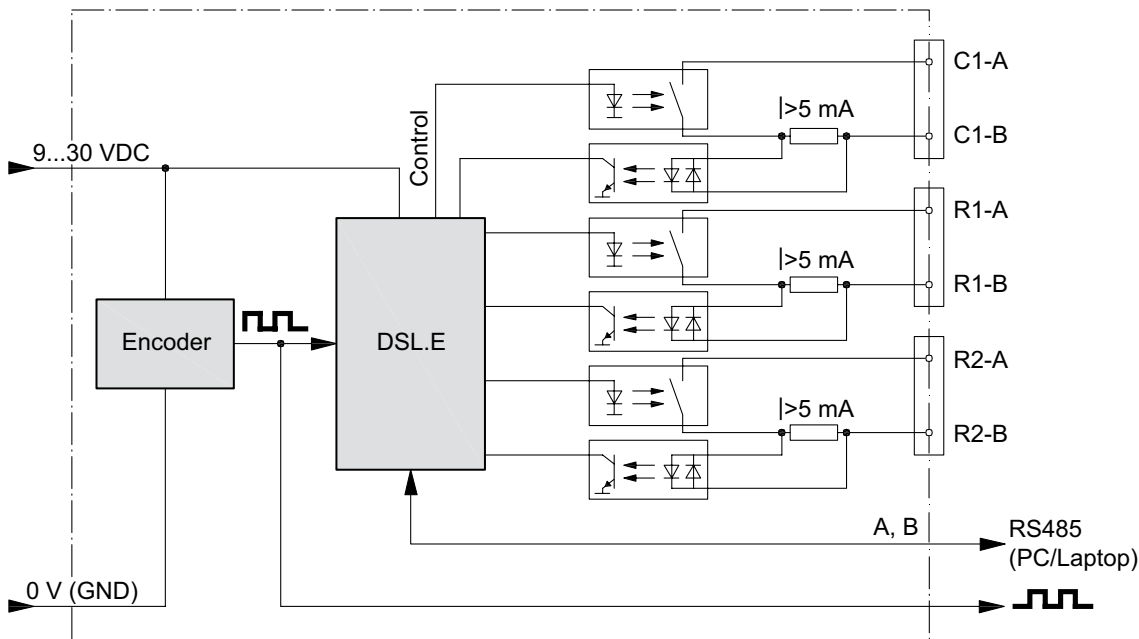 C1-A
|>5 mA
C1-B
Control
9...30 VDC
R1-A
|>5 mA
R1-B
Encoder
DSL.E
R2-A
|>5 mA
R2-B
A, B
RS485
(PC/Laptop)
0 V (GND)